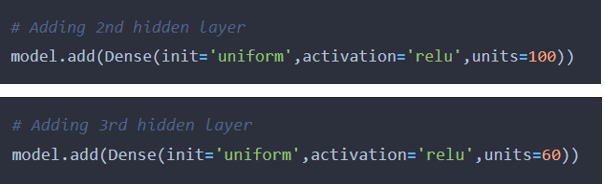 # Adding 2nd hidden layer
model.add(Dense(init='uniform',activation='relu',units=100))
# Adding 3rd hidden layer
model.add(Dense(init='uniform',activation='relu',units=60))